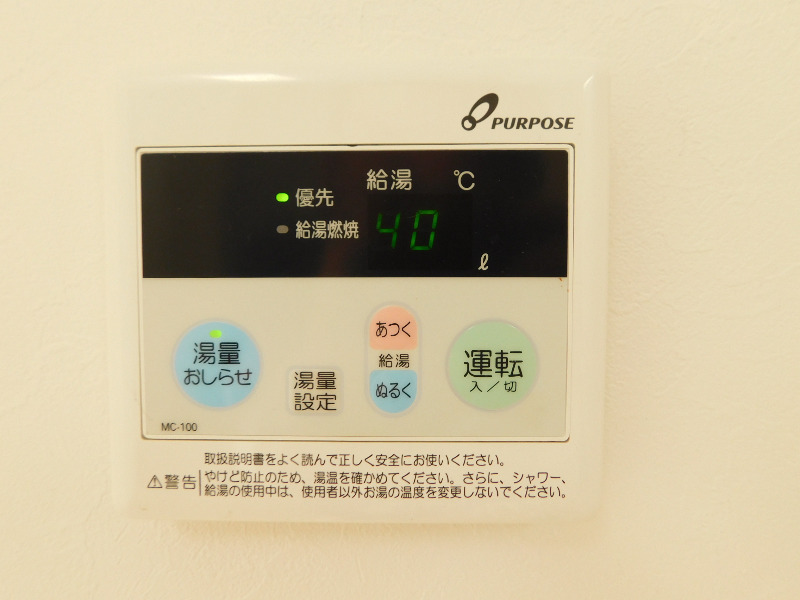 PURPOSE
給湯 ℃
優先
給湯燃焼
40
ℓ
湯量
おしらせ
湯量
設定
あつく
給湯
ぬるく
運転
入／切
MC-100
取扱説明書をよく読んで正しく安全にお使いください。
⚠警告
やけど防止のため、湯温を確かめてください。さらに、シャワー、
給湯の使用中は、使用者以外お湯の温度を変更しないでください。